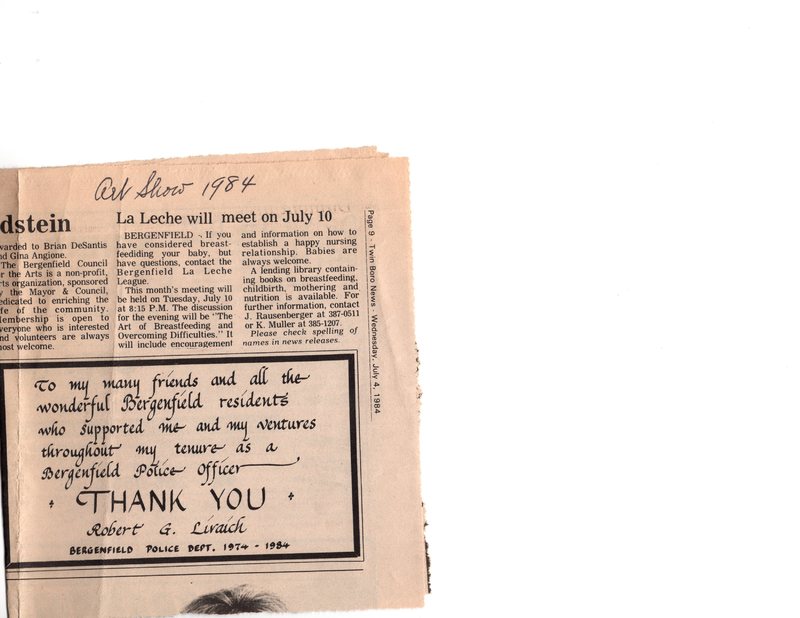 Art Show 1984
dstein
warded to Brian DeSantis
nd Gina Angione.
The Bergenfield Council
r the Arts is a non-profit,
rts organization, sponsored
y the Mayor & Council,
edicated to enriching the
fe of the community.
embership is open to
veryone who is interested
nd volunteers are always
ost welcome.
La Leche will meet on July 10
BERGENFIELD - If you
have considered breast-
feediding your baby, but
have questions, contact the
Bergenfield La Leche
League.
This month's meeting will
be held on Tuesday, July 10
at 8:15 P.M. The discussion
for the evening will be "The
Art of Breastfeeding and
Overcoming Difficulties." It
will include encouragement
and information on how to
establish a happy nursing
relationship. Babies are
always welcome.
A lending library contain-
ing books on breastfeeding,
childbirth, mothering and
nutrition is available. For
further information, contact
J. Rausenberger at 387-0511
or K. Muller at 385-1207.
Please check spelling of
names in news releases.
Page 9 - Twin Boro News - Wednesday, July 4, 1984
To my many friends and all the
wonderful Bergenfield residents
who supported me and my ventures
throughout my tenure as a
Bergenfield Police Officer
THANK YOU
Robert G. Liraich
BERGENFIELD POLICE DEPT. 1974 - 1984